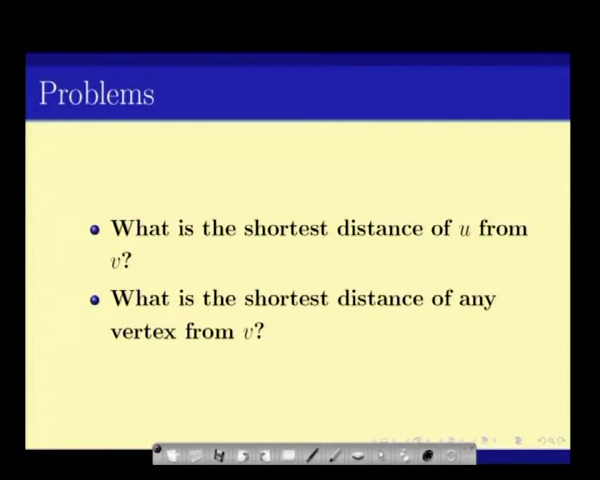 Problems
What is the shortest distance of u from
v?
What is the shortest distance of any
vertex from v?